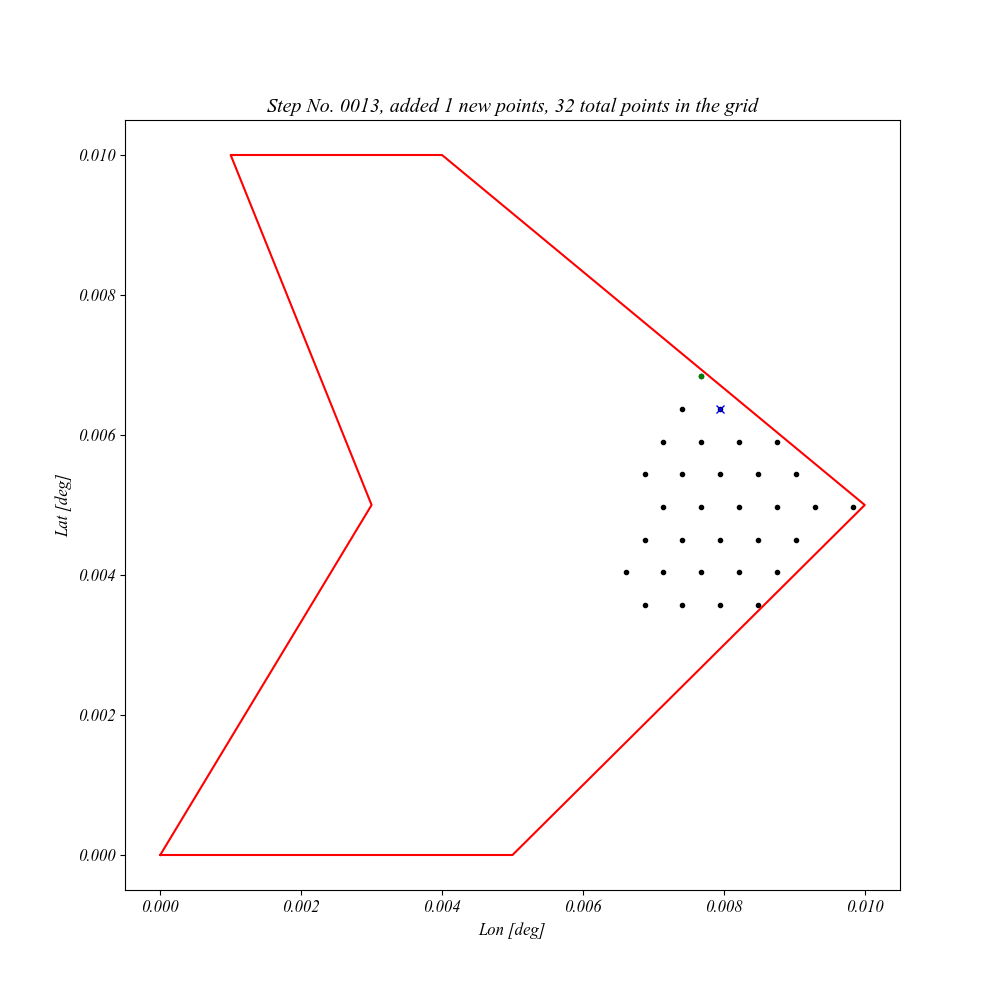 Step No. 0013, added 1 new points, 32 total points in the grid
0.010
0.008
0.006
0.004
0.002
0.000
Lat [deg]
0.000 0.002 0.004 0.006 0.008 0.010
Lon [deg]